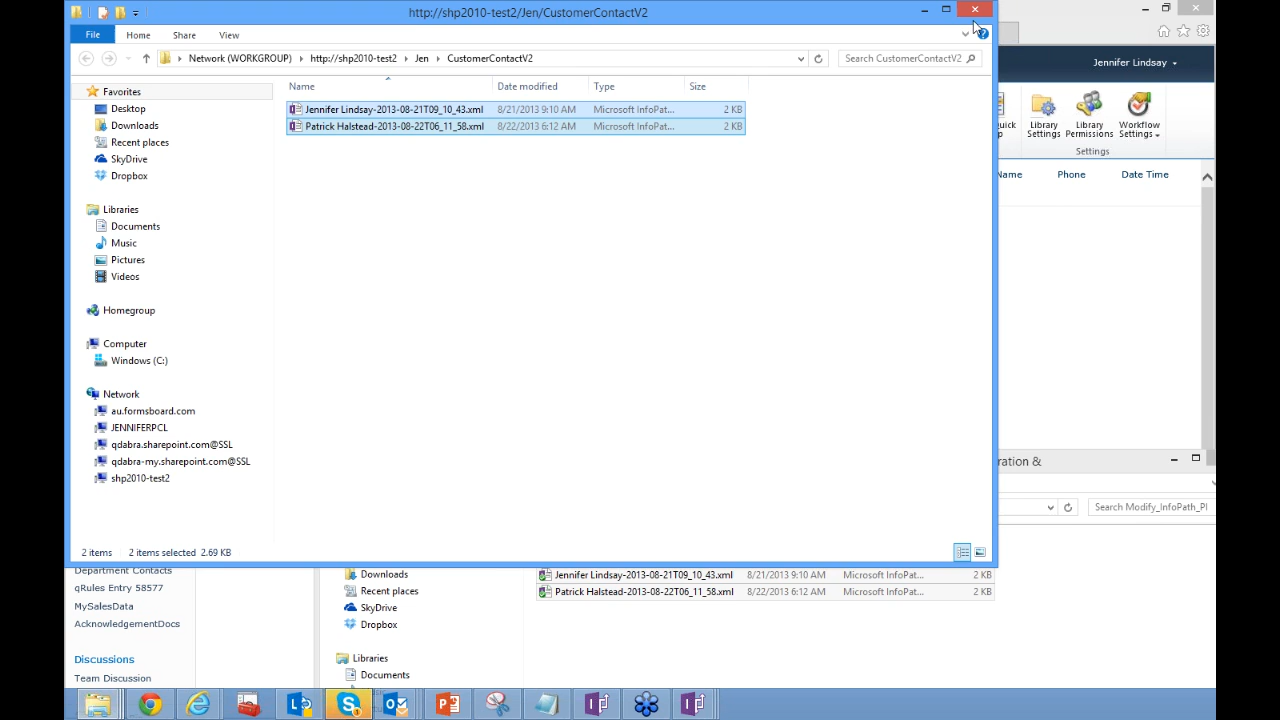 http://shp2010-test2/Jen/CustomerContactV2
File Home Share View
Network (WORKGROUP) http://shp2010-test2 Jen CustomerContactV2 Search CustomerContactV2
Name Date modified Type Size
Favorites
Desktop
Downloads
Recent places
SkyDrive
Dropbox
Libraries
Documents
Music
Pictures
Videos
Homegroup
Computer
Windows (C:)
Network
au.formsboard.com
JENNIFERPCL
qdabra.sharepoint.com@SSL
qdabra-my.sharepoint.com@SSL
shp2010-test2
Jennifer Lindsay-2013-08-21T09_10_43.xml 8/21/2013 9:10 AM Microsoft InfoPat... 2 KB
Patrick Halstead-2013-08-22T06_11_58.xml 8/22/2013 6:12 AM Microsoft InfoPat... 2 KB
2 items 2 items selected 2.69 KB
Jennifer Lindsay
Library Settings
Library Permissions
Workflow Settings
Settings
Name Phone Date Time
ration &
Search Modify_InfoPath_Pl
Department Contacts
qRules Entry 58577
MySalesData
AcknowledgementDocs
Discussions
Team Discussion
Downloads
Recent places
SkyDrive
Dropbox
Libraries
Documents
Jennifer Lindsay-2013-08-21T09_10_43.xml 8/21/2013 9:10 AM Microsoft InfoPat... 2 KB
Patrick Halstead-2013-08-22T06_11_58.xml 8/22/2013 6:12 AM Microsoft InfoPat... 2 KB